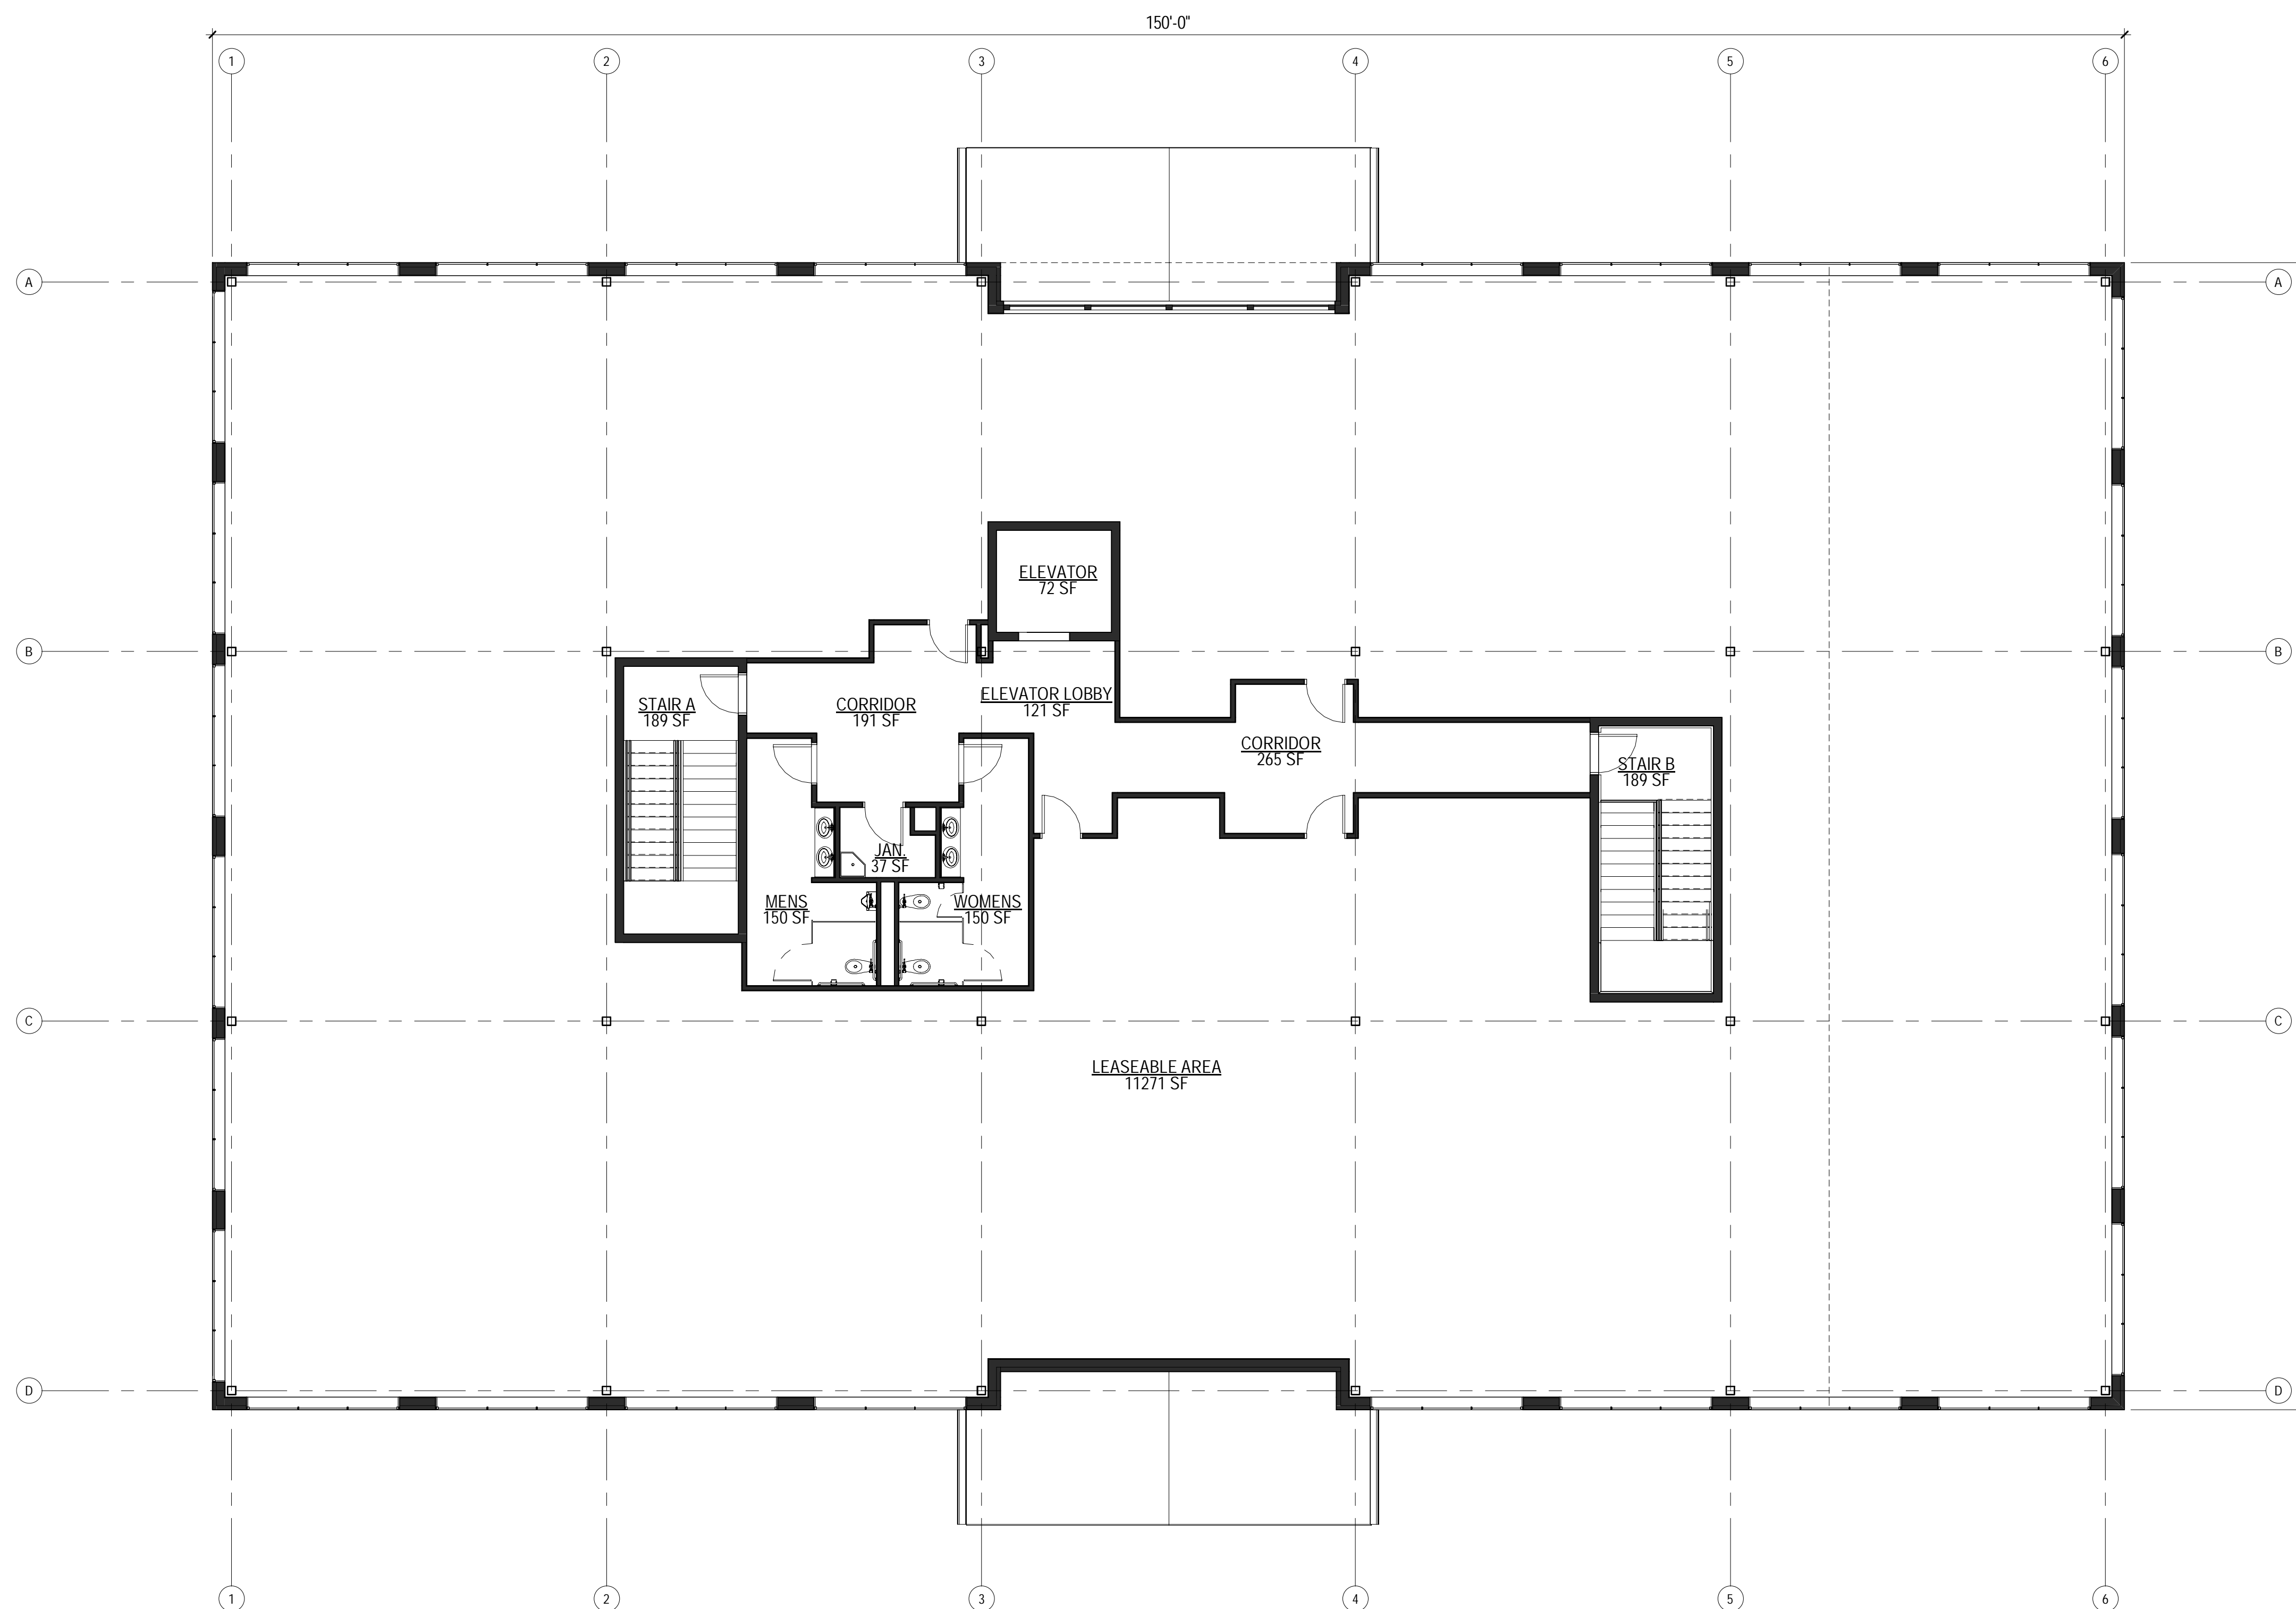 150'-0"
1 2 3 4 5 6
A A
ELEVATOR
72 SF
B B
STAIR A
189 SF
CORRIDOR
191 SF
ELEVATOR LOBBY
121 SF
CORRIDOR
265 SF
STAIR B
189 SF
JAN.
37 SF
MENS
150 SF
WOMENS
150 SF
C C
LEASEABLE AREA
11271 SF
D D
1 2 3 4 5 6